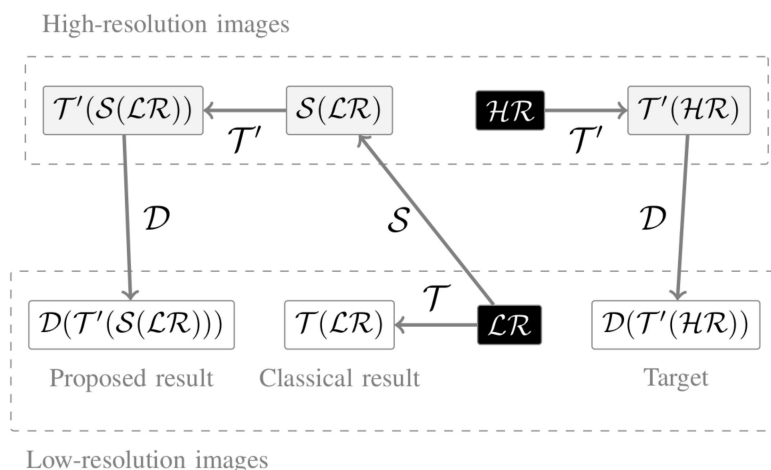 High-resolution images
𝒯′(𝒮(ℒℛ)) 𝒮(ℒℛ) ℋℛ 𝒯′(ℋℛ)
𝒯′ 𝒯′
𝒟 𝒮 𝒟
𝒯
𝒟(𝒯′(𝒮(ℒℛ))) 𝒯(ℒℛ) ℒℛ 𝒟(𝒯′(ℋℛ))
Proposed result Classical result Target
Low-resolution images